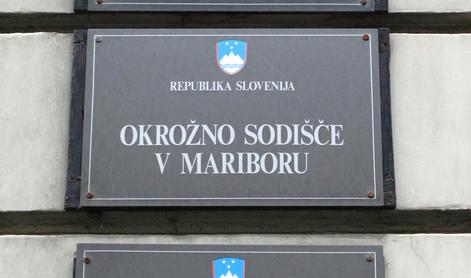 REPUBLIKA SLOVENIJA
OKROŽNO SODIŠČE
V MARIBORU